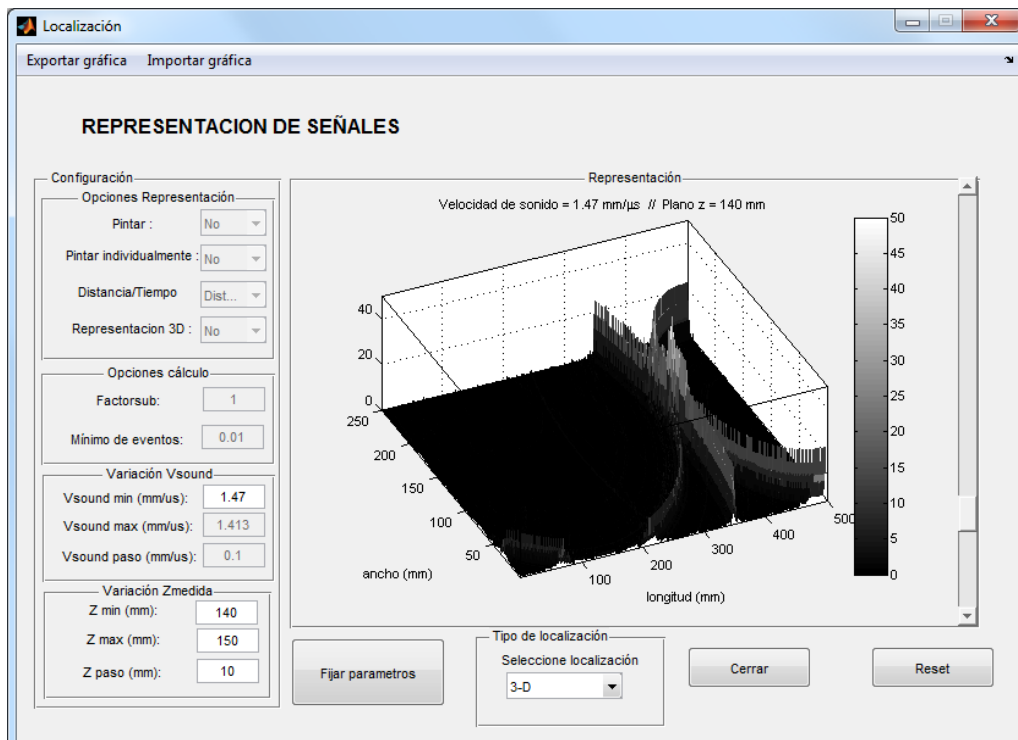 Localización
Exportar gráfica Importar gráfica
REPRESENTACION DE SEÑALES
Configuración
Opciones Representación
Pintar : No
Pintar individualmente : No
Distancia/Tiempo Dist...
Representacion 3D : No
Opciones cálculo
Factorsub: 1
Mínimo de eventos: 0.01
Variación Vsound
Vsound min (mm/us): 1.47
Vsound max (mm/us): 1.413
Vsound paso (mm/us): 0.1
Variación Zmedida
Z min (mm): 140
Z max (mm): 150
Z paso (mm): 10
Representación
Velocidad de sonido = 1.47 mm/µs // Plano z = 140 mm
40
20
0
250
200
150
100
50
ancho (mm)
100
200
300
400
500
longitud (mm)
50
45
40
35
30
25
20
15
10
5
0
Fijar parametros
Tipo de localización
Seleccione localización
3-D
Cerrar
Reset